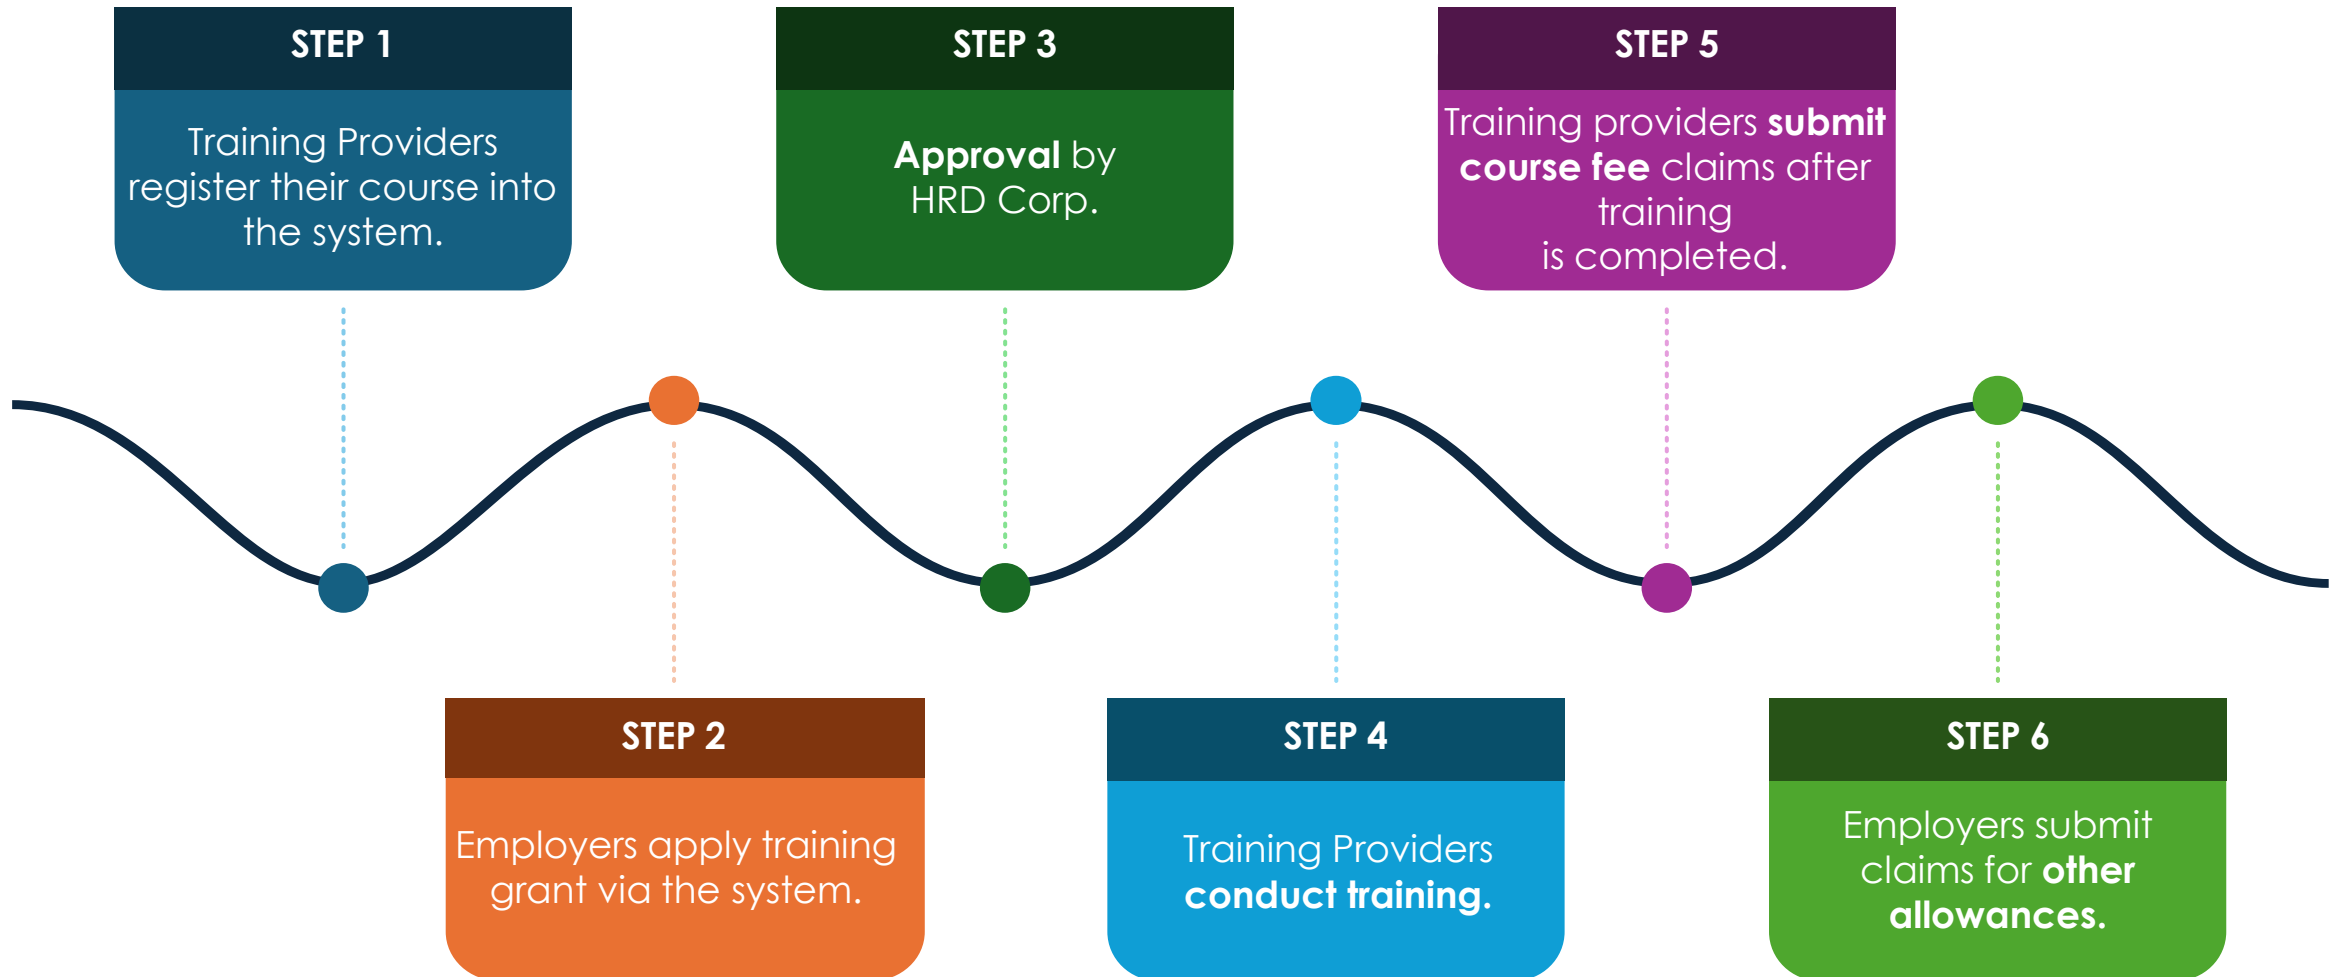 STEP 1
Training Providers
register their course into
the system.
STEP 2
Employers apply training
grant via the system.
STEP 3
Approval by
HRD Corp.
STEP 4
Training Providers
conduct training.
STEP 5
Training providers submit
course fee claims after
training
is completed.
STEP 6
Employers submit
claims for other
allowances.